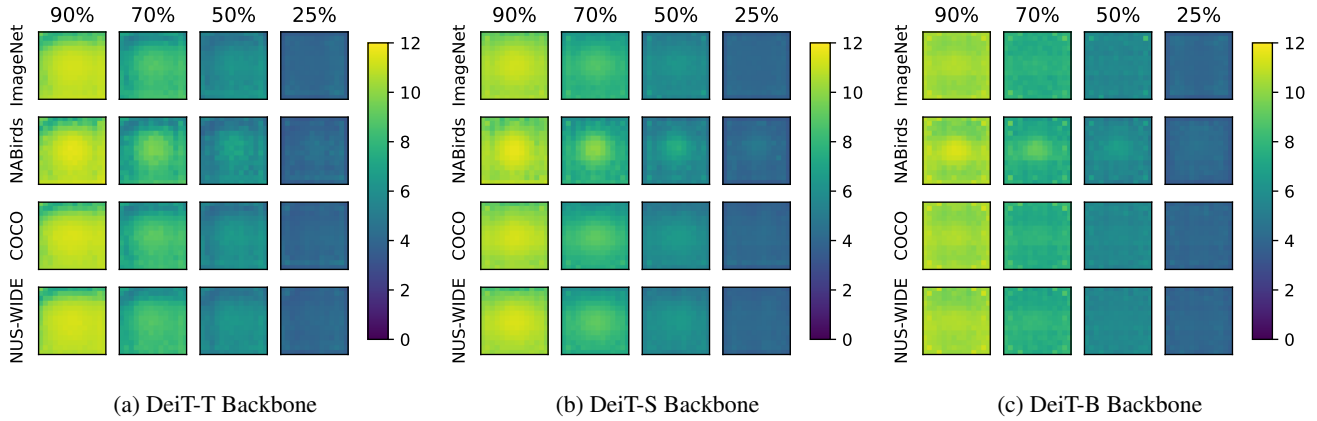 90% 70% 50% 25%
ImageNet
NABirds
COCO
NUS-WIDE
12
10
8
6
4
2
0
(a) DeiT-T Backbone
90% 70% 50% 25%
ImageNet
NABirds
COCO
NUS-WIDE
12
10
8
6
4
2
0
(b) DeiT-S Backbone
90% 70% 50% 25%
ImageNet
NABirds
COCO
NUS-WIDE
12
10
8
6
4
2
0
(c) DeiT-B Backbone